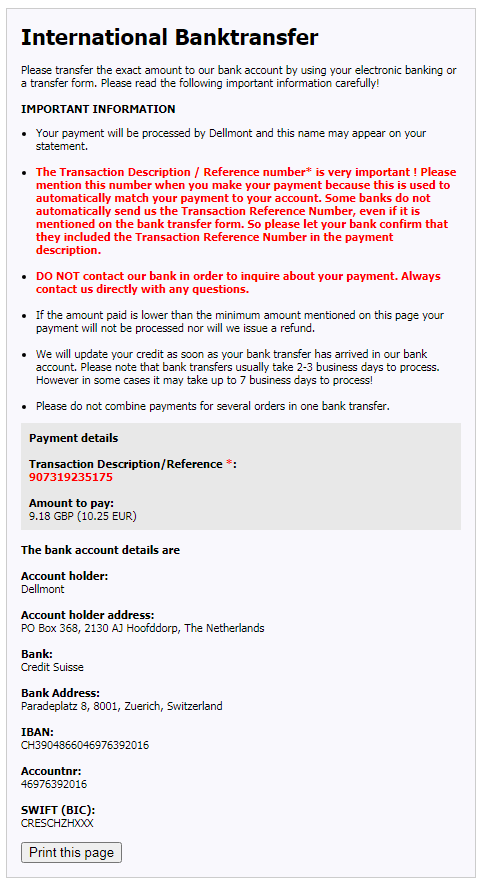 International Banktransfer
Please transfer the exact amount to our bank account by using your electronic banking or
a transfer form. Please read the following important information carefully!
IMPORTANT INFORMATION
• Your payment will be processed by Dellmont and this name may appear on your
statement.
• The Transaction Description / Reference number* is very important ! Please
mention this number when you make your payment because this is used to
automatically match your payment to your account. Some banks do not
automatically send us the Transaction Reference Number, even if it is
mentioned on the bank transfer form. So please let your bank confirm that
they included the Transaction Reference Number in the payment
description.
• DO NOT contact our bank in order to inquire about your payment. Always
contact us directly with any questions.
• If the amount paid is lower than the minimum amount mentioned on this page your
payment will not be processed nor will we issue a refund.
• We will update your credit as soon as your bank transfer has arrived in our bank
account. Please note that bank transfers usually take 2-3 business days to process.
However in some cases it may take up to 7 business days to process!
• Please do not combine payments for several orders in one bank transfer.
Payment details
Transaction Description/Reference *:
907319235175
Amount to pay:
9.18 GBP (10.25 EUR)
The bank account details are
Account holder:
Dellmont
Account holder address:
PO Box 368, 2130 AJ Hoofddorp, The Netherlands
Bank:
Credit Suisse
Bank Address:
Paradeplatz 8, 8001, Zuerich, Switzerland
IBAN:
CH3904866046976392016
Accountnr:
46976392016
SWIFT (BIC):
CRESCHZHXXX
Print this page